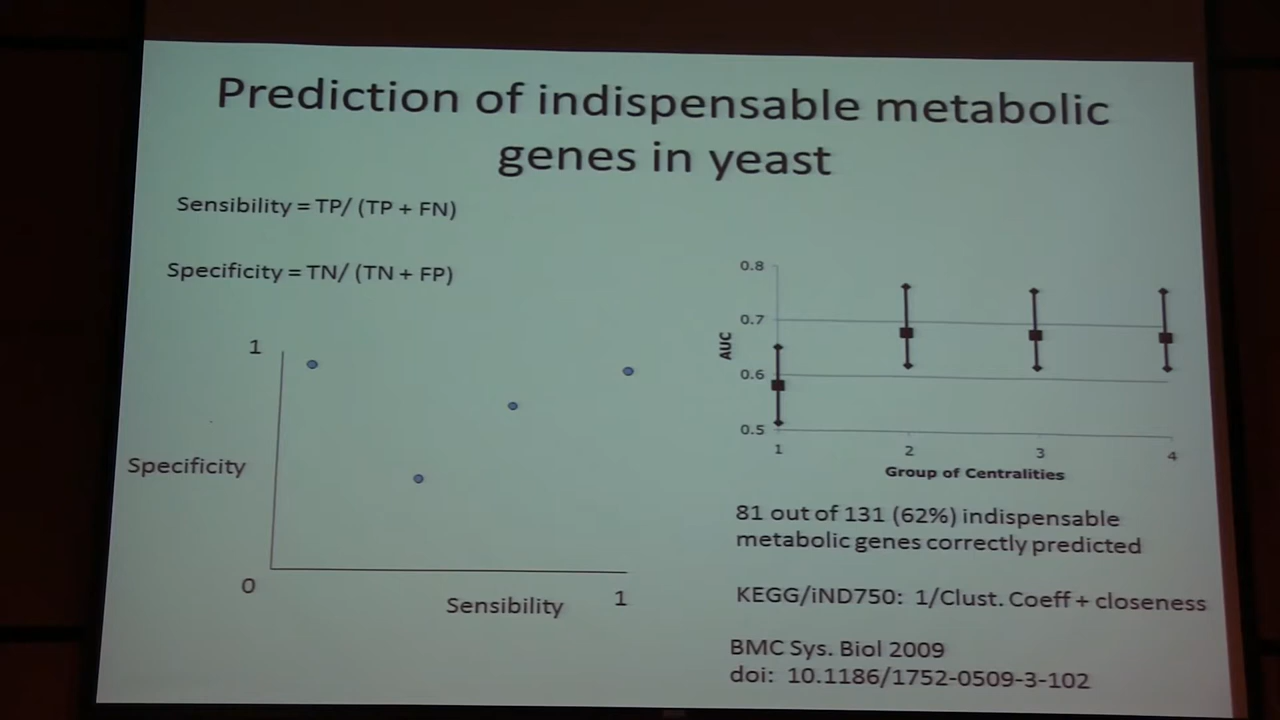 Prediction of indispensable metabolic
genes in yeast
Sensibility = TP/ (TP + FN)
Specificity = TN/ (TN + FP)
1
Specificity
0
Sensibility
1
0.8
0.7
0.6
0.5
AUC
1 2 3 4
Group of Centralities
81 out of 131 (62%) indispensable
metabolic genes correctly predicted
KEGG/iND750: 1/Clust. Coeff + closeness
BMC Sys. Biol 2009
doi: 10.1186/1752-0509-3-102